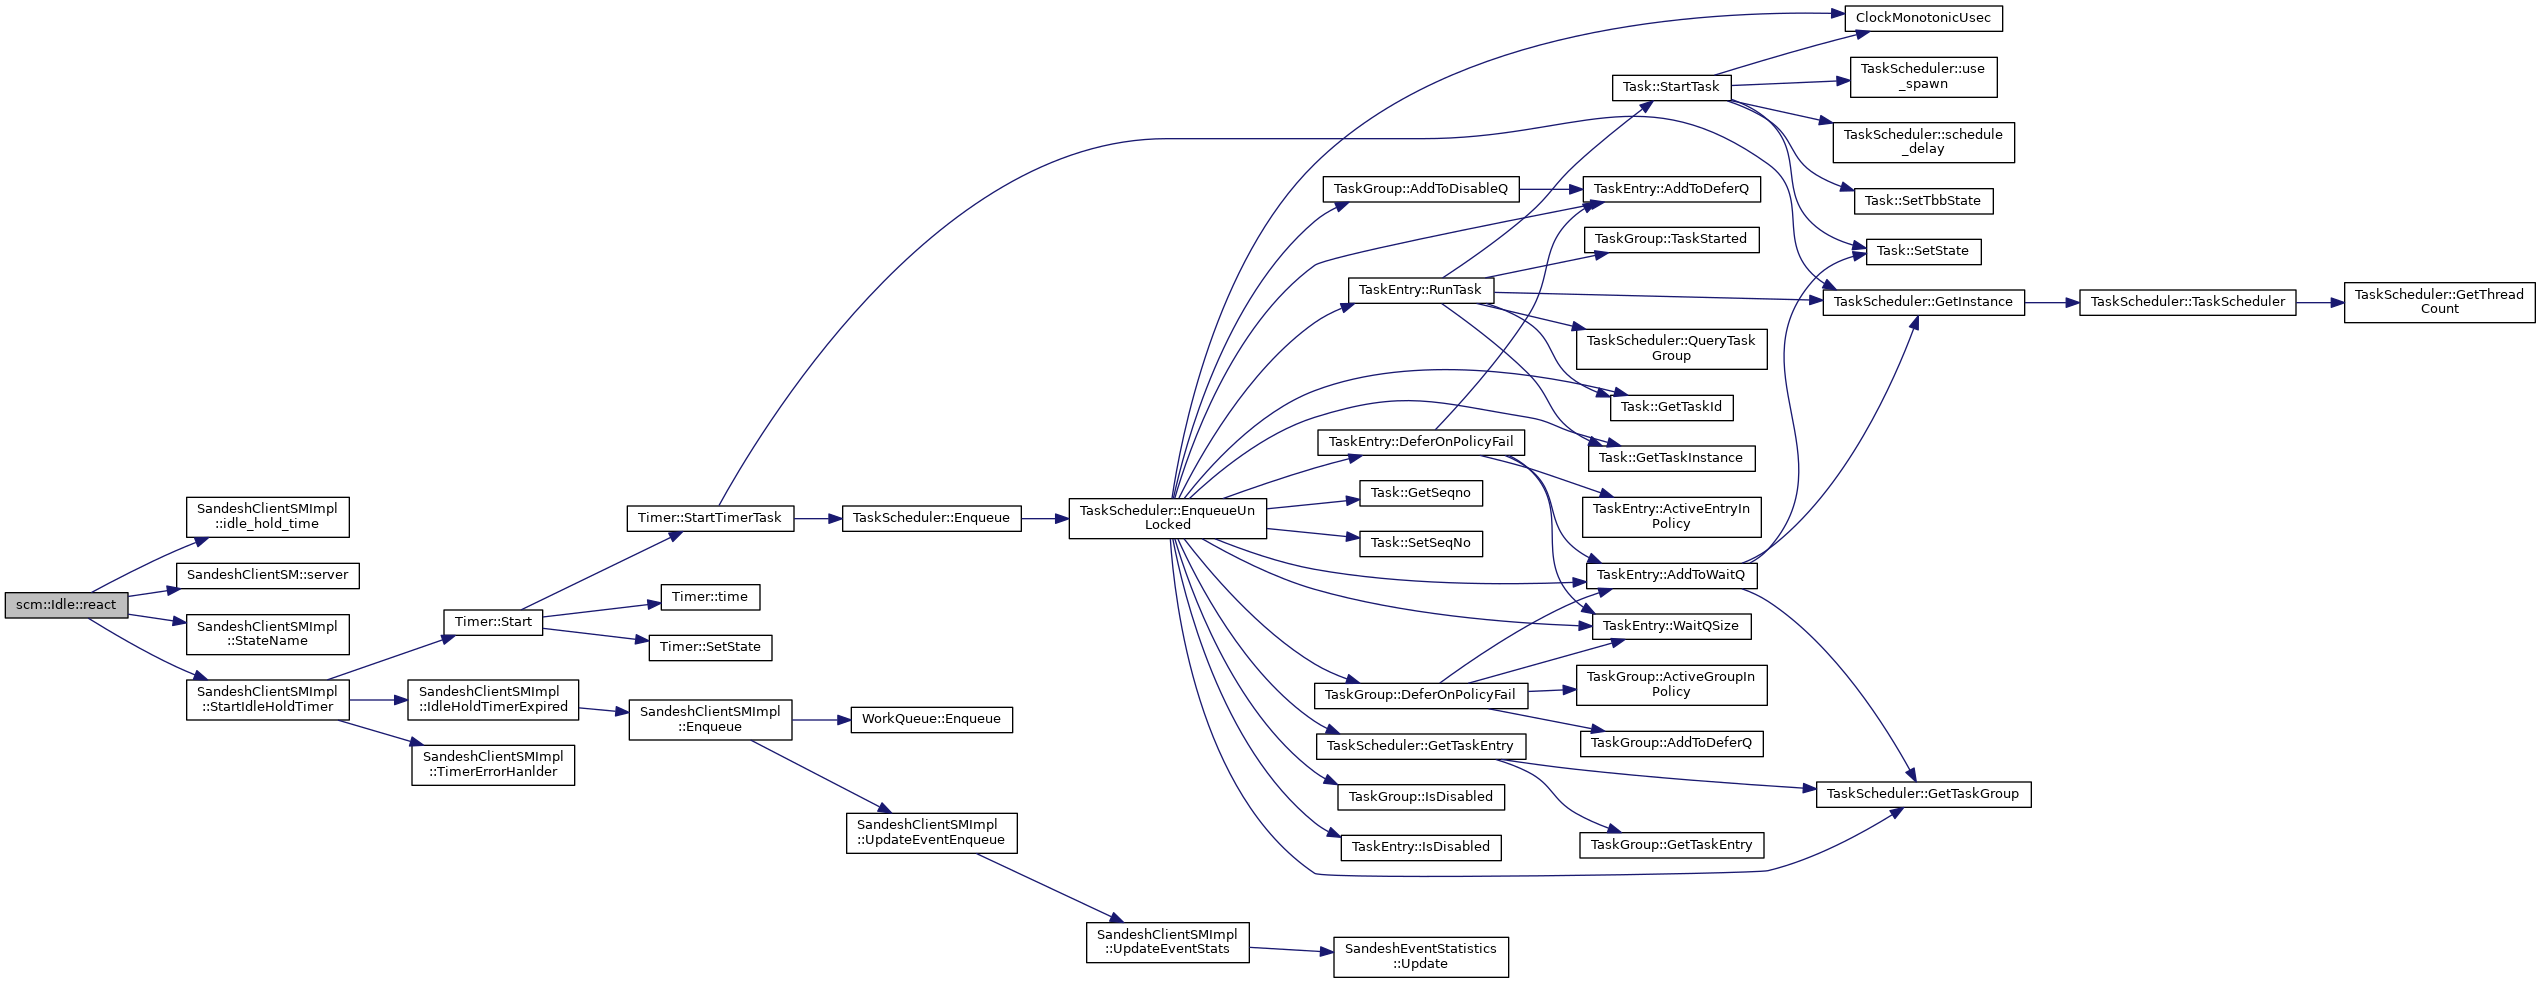 scm::Idle::react
SandeshClientSMImpl
::idle_hold_time
SandeshClientSM::server
SandeshClientSMImpl
::StateName
SandeshClientSMImpl
::StartIdleHoldTimer
Timer::Start
SandeshClientSMImpl
::IdleHoldTimerExpired
SandeshClientSMImpl
::TimerErrorHanlder
Timer::StartTimerTask
Timer::time
Timer::SetState
SandeshClientSMImpl
::Enqueue
TaskScheduler::Enqueue
WorkQueue::Enqueue
SandeshClientSMImpl
::UpdateEventEnqueue
TaskScheduler::EnqueueUn
Locked
SandeshClientSMImpl
::UpdateEventStats
TaskGroup::AddToDisableQ
TaskEntry::RunTask
TaskEntry::DeferOnPolicyFail
Task::GetSeqno
Task::SetSeqNo
TaskGroup::DeferOnPolicyFail
TaskScheduler::GetTaskEntry
TaskGroup::IsDisabled
TaskEntry::IsDisabled
SandeshEventStatistics
::Update
Task::StartTask
TaskEntry::AddToDeferQ
TaskGroup::TaskStarted
TaskScheduler::QueryTask
Group
Task::GetTaskId
Task::GetTaskInstance
TaskEntry::ActiveEntryIn
Policy
TaskEntry::AddToWaitQ
TaskEntry::WaitQSize
TaskGroup::ActiveGroupIn
Policy
TaskGroup::AddToDeferQ
TaskGroup::GetTaskEntry
ClockMonotonicUsec
TaskScheduler::use
_spawn
TaskScheduler::schedule
_delay
Task::SetTbbState
Task::SetState
TaskScheduler::GetInstance
TaskScheduler::GetTaskGroup
TaskScheduler::TaskScheduler
TaskScheduler::GetThread
Count